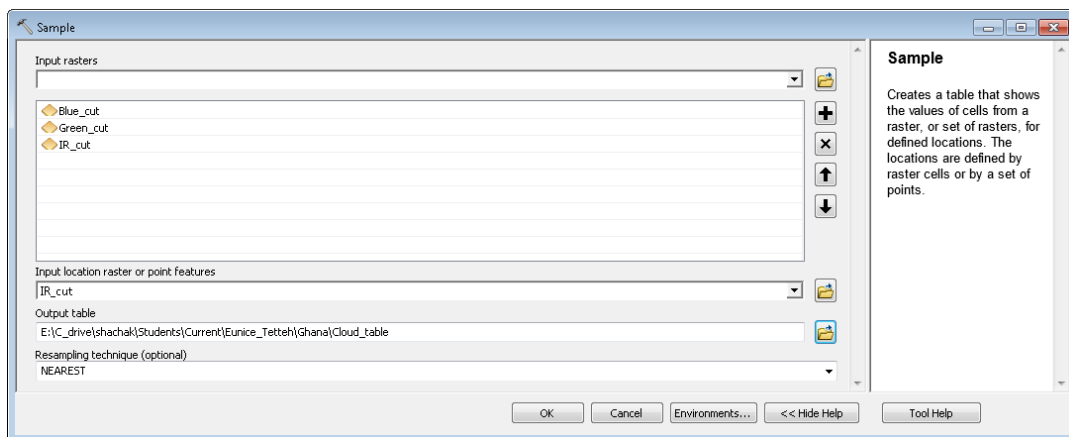 Sample
Input rasters
Blue_cut
Green_cut
IR_cut
Input location raster or point features
IR_cut
Output table
E:\C_drive\shachak\Students\Current\Eunice_Tetteh\Ghana\Cloud_table
Resampling technique (optional)
NEAREST
OK
Cancel
Environments...
<< Hide Help
Sample
Creates a table that shows
the values of cells from a
raster, or set of rasters, for
defined locations. The
locations are defined by
raster cells or by a set of
points.
Tool Help